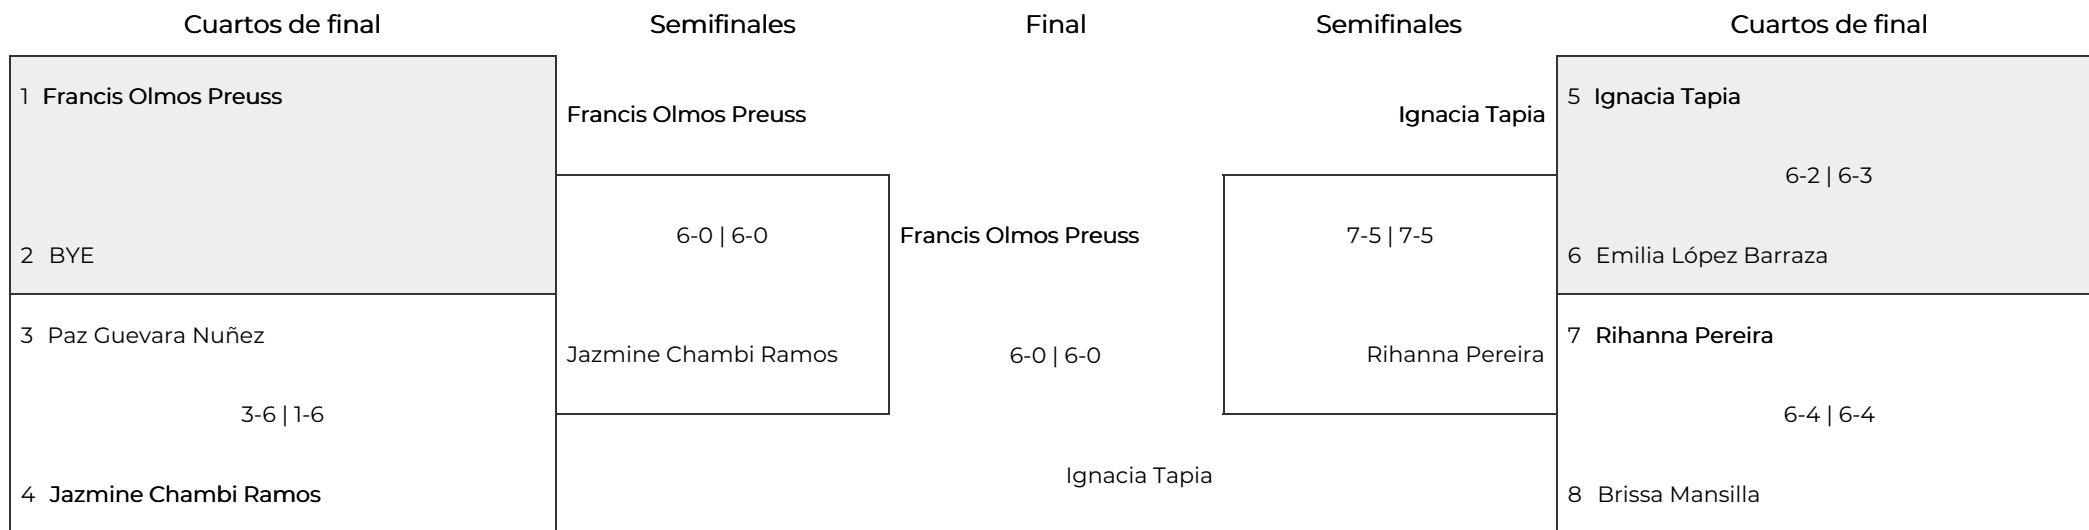 Cuartos de final
Semifinales
Final
Semifinales
Cuartos de final
1 Francis Olmos Preuss
2 BYE
3 Paz Guevara Nuñez
3-6 | 1-6
4 Jazmine Chambi Ramos
Francis Olmos Preuss
6-0 | 6-0
Jazmine Chambi Ramos
Francis Olmos Preuss
6-0 | 6-0
Ignacia Tapia
Ignacia Tapia
7-5 | 7-5
Rihanna Pereira
5 Ignacia Tapia
6-2 | 6-3
6 Emilia López Barraza
7 Rihanna Pereira
6-4 | 6-4
8 Brissa Mansilla